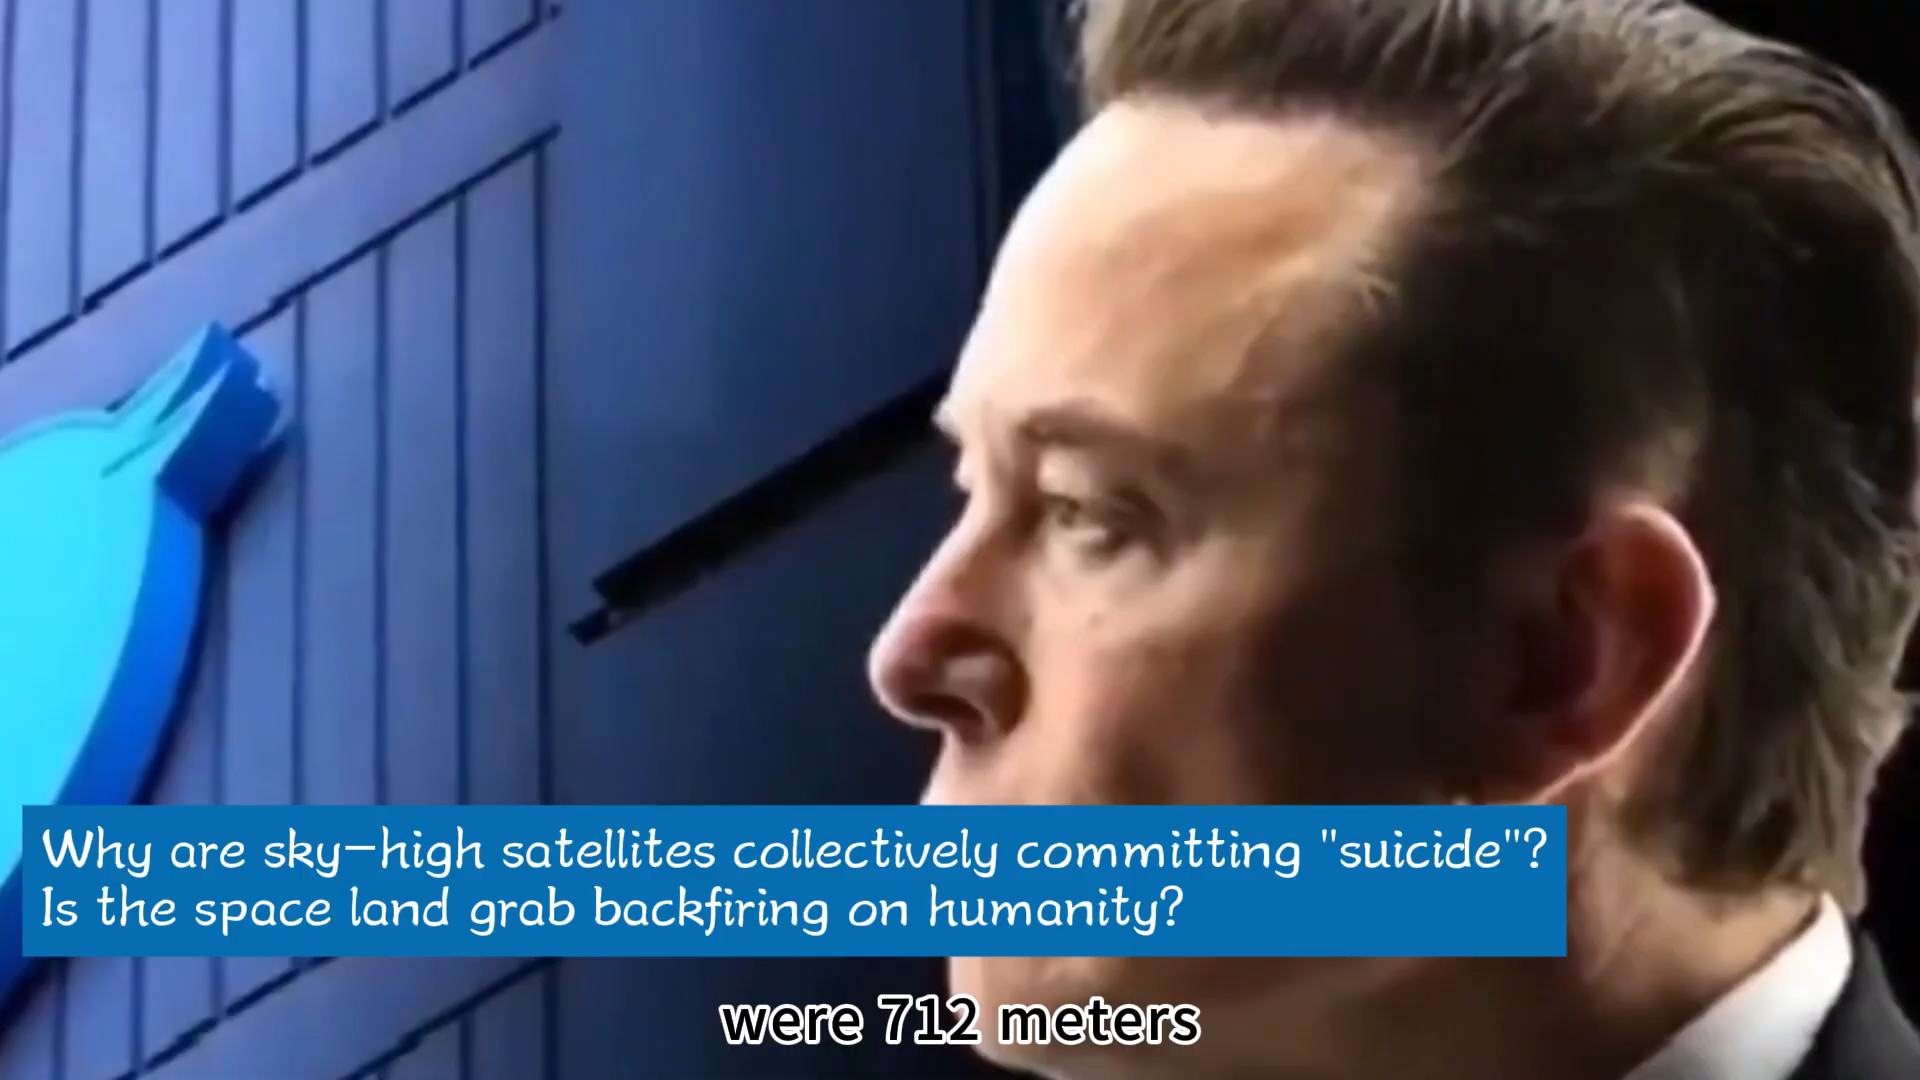 Why are sky-high satellites collectively committing "suicide"?
Is the space land grab backfiring on humanity?
were 712 meters